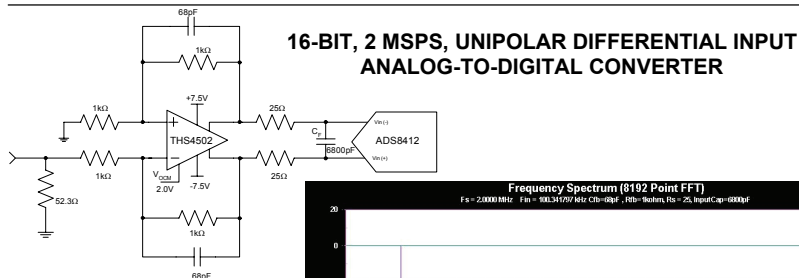 68pF
1kΩ
16-BIT, 2 MSPS, UNIPOLAR DIFFERENTIAL INPUT
ANALOG-TO-DIGITAL CONVERTER
+7.5V
1kΩ
25Ω
+
THS4502
Vin (-)
CF
ADS8412
6800pF
Vin (+)
1kΩ
-
VOCM
2.0V
-7.5V
25Ω
52.3Ω
1kΩ
68pF
Frequency Spectrum (8192 Point FFT)
Fs = 2.0000 MHz Fin = 100.341797 kHz Cfb=68pF , Rfb=1kohm, Rs = 25, InputCap=6800pF
20
0